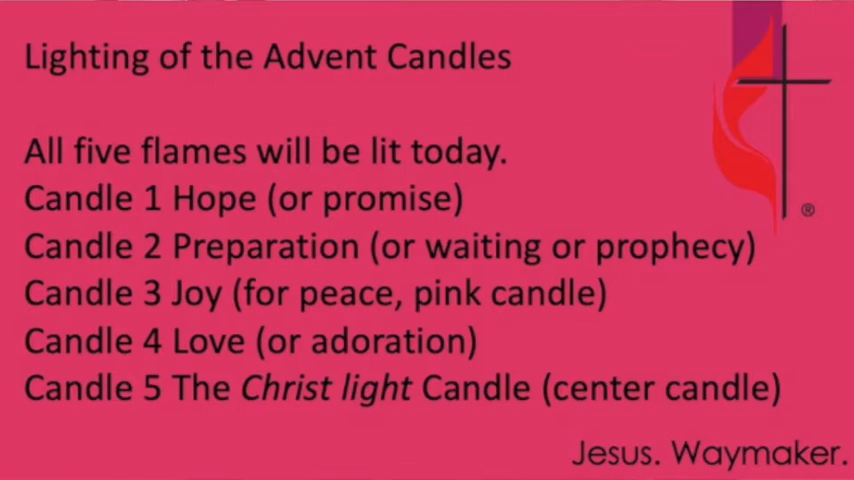 Lighting of the Advent Candles
All five flames will be lit today.
Candle 1 Hope (or promise)
Candle 2 Preparation (or waiting or prophecy)
Candle 3 Joy (for peace, pink candle)
Candle 4 Love (or adoration)
Candle 5 The Christ light Candle (center candle)
®
Jesus. Waymaker.